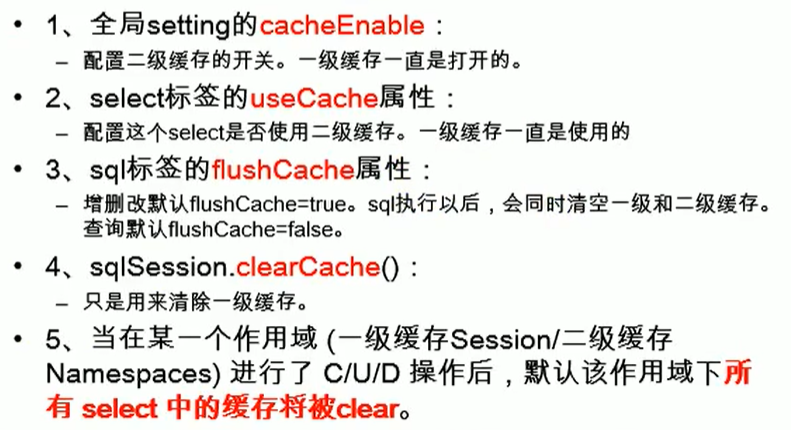 • 1、全局setting的cacheEnable：
– 配置二级缓存的开关。一级缓存一直是打开的。
• 2、select标签的useCache属性：
– 配置这个select是否使用二级缓存。一级缓存一直是使用的
• 3、sql标签的flushCache属性：
– 增删改默认flushCache=true。sql执行以后，会同时清空一级和二级缓存。
查询默认flushCache=false。
• 4、sqlSession.clearCache()：
– 只是用来清除一级缓存。
• 5、当在某一个作用域 (一级缓存Session/二级缓存
Namespaces) 进行了 C/U/D 操作后，默认该作用域下所
有 select 中的缓存将被clear。